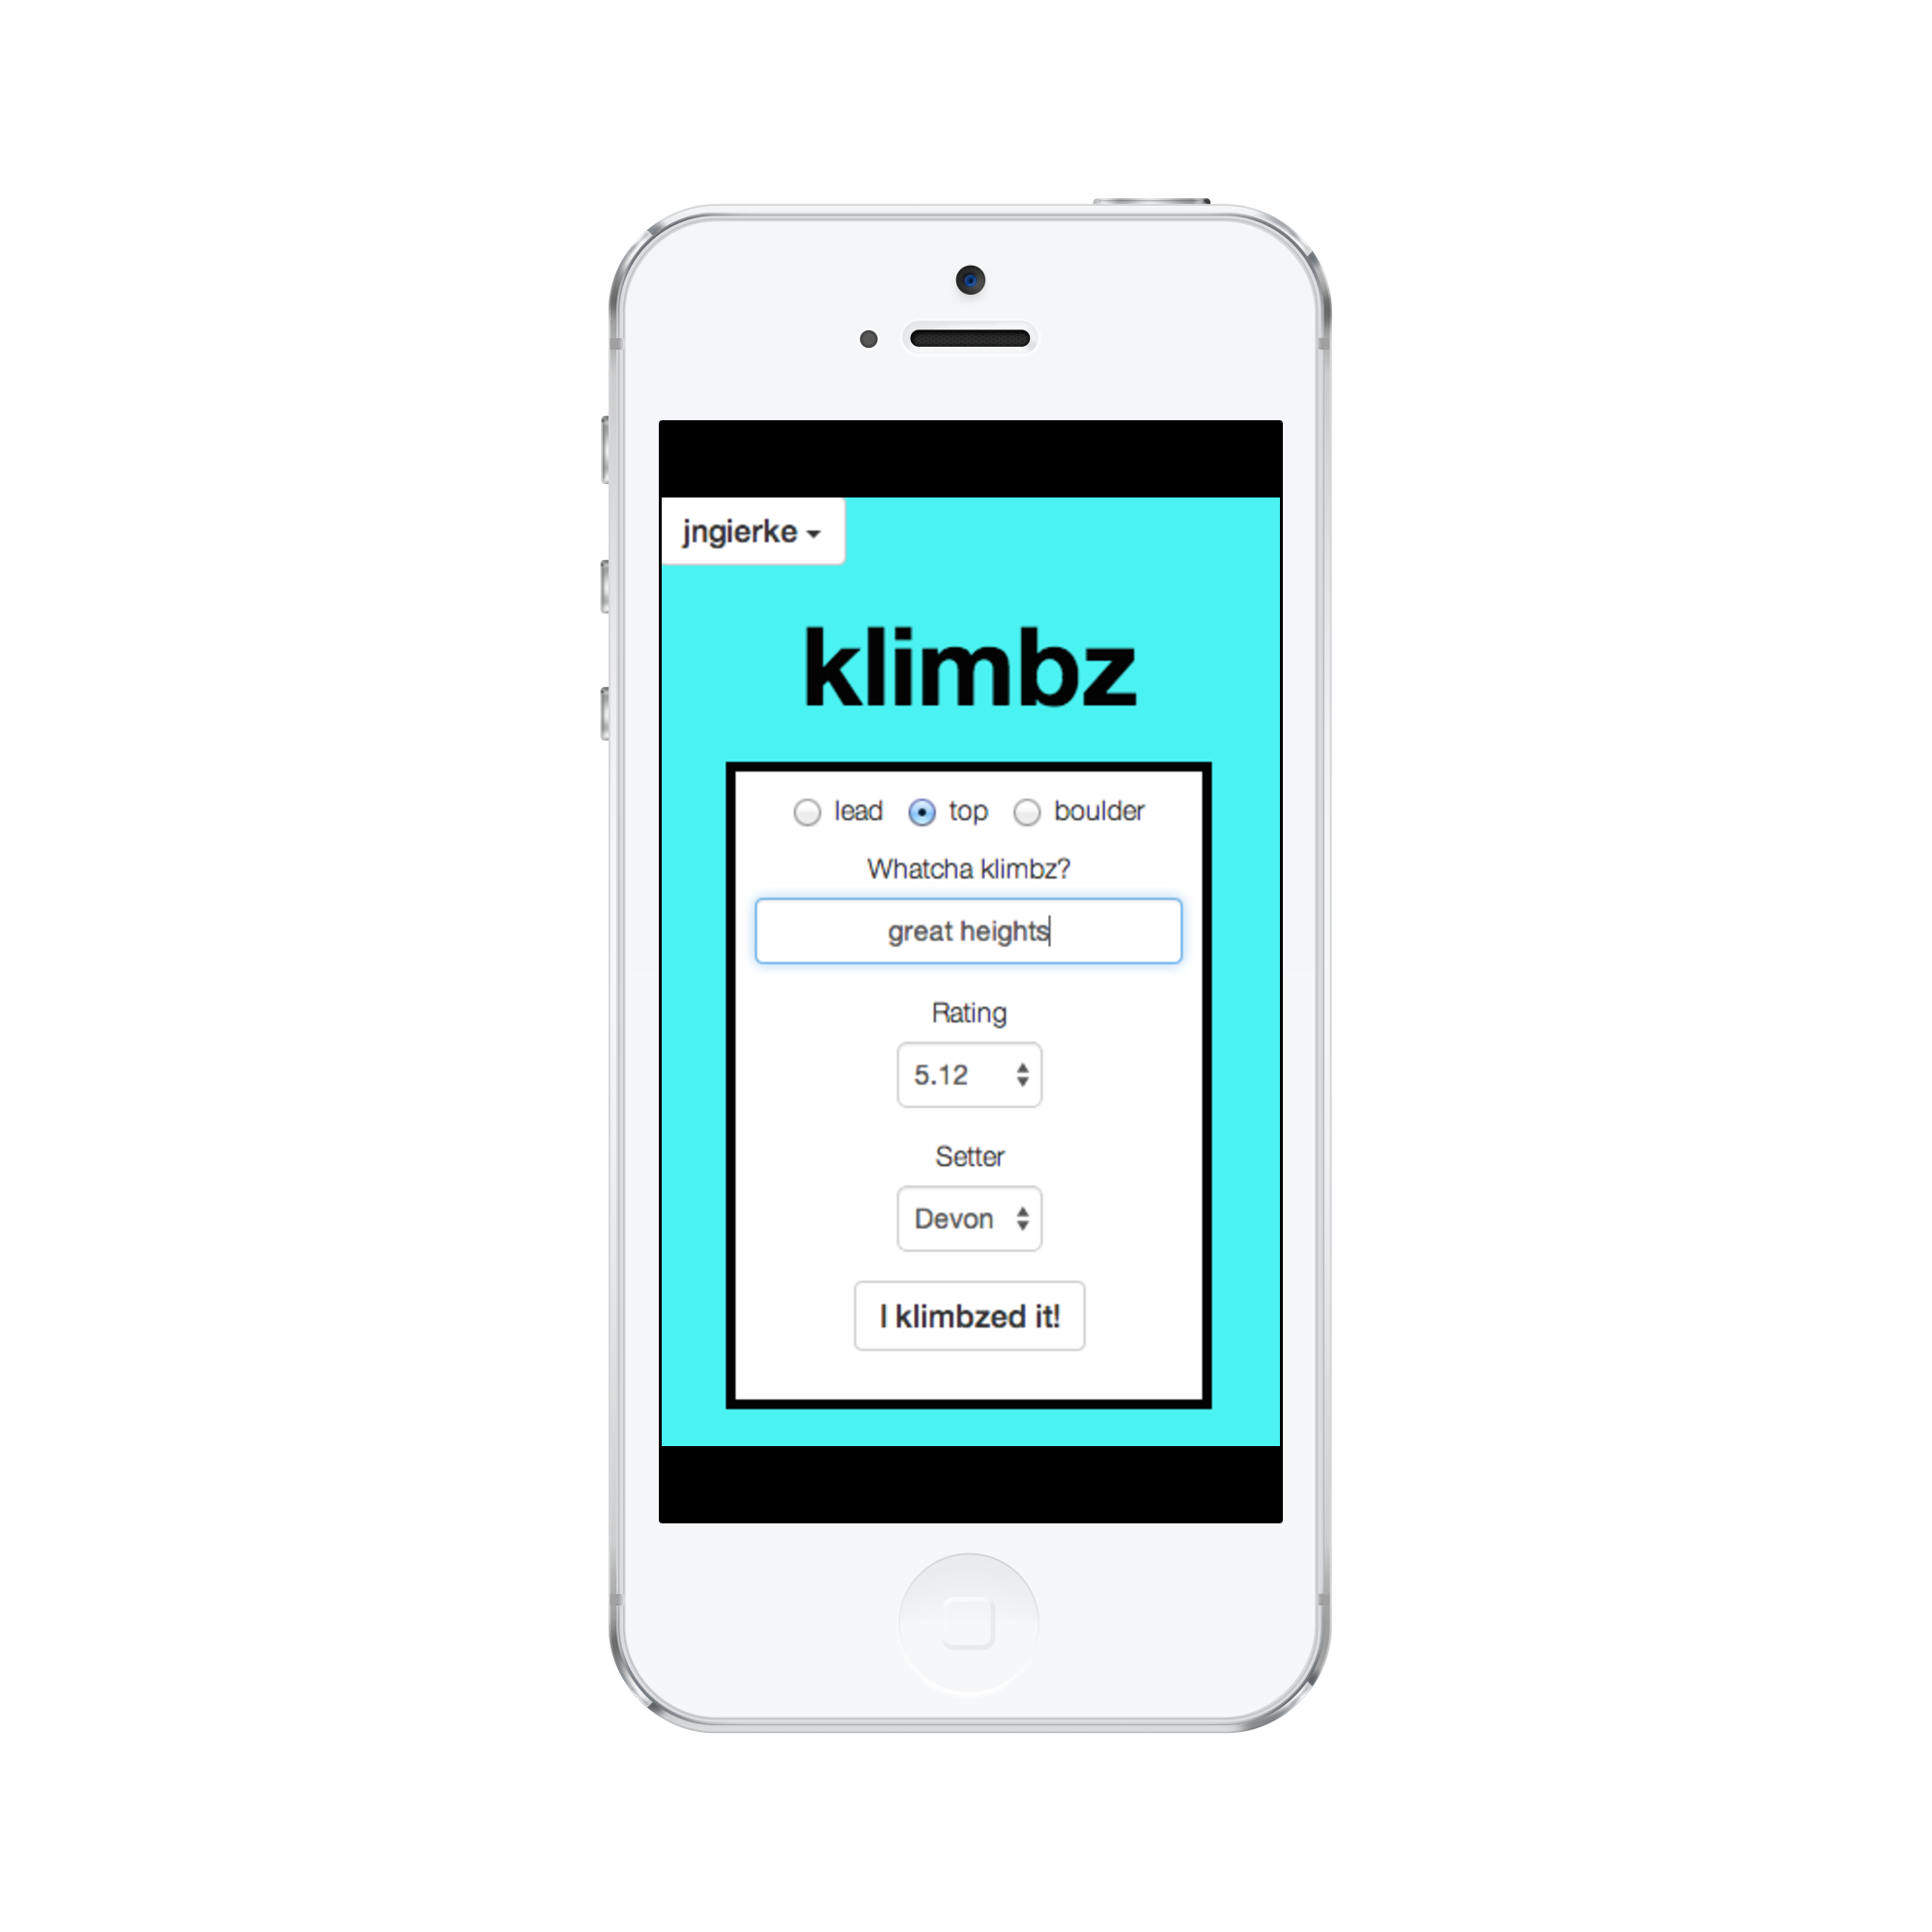 jngierke
klimbz
lead top boulder
Whatcha klimbz?
great heights
Rating
5.12
Setter
Devon
I klimbzed it!